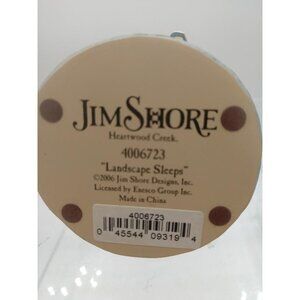 JIM SHORE
Heartwood Creek.
4006723
"Landscape Sleeps"
©2006 Jim Shore Designs, Inc.
Licensed by Enesco Group Inc.
Made in China
4006723
0 45544 09319 4